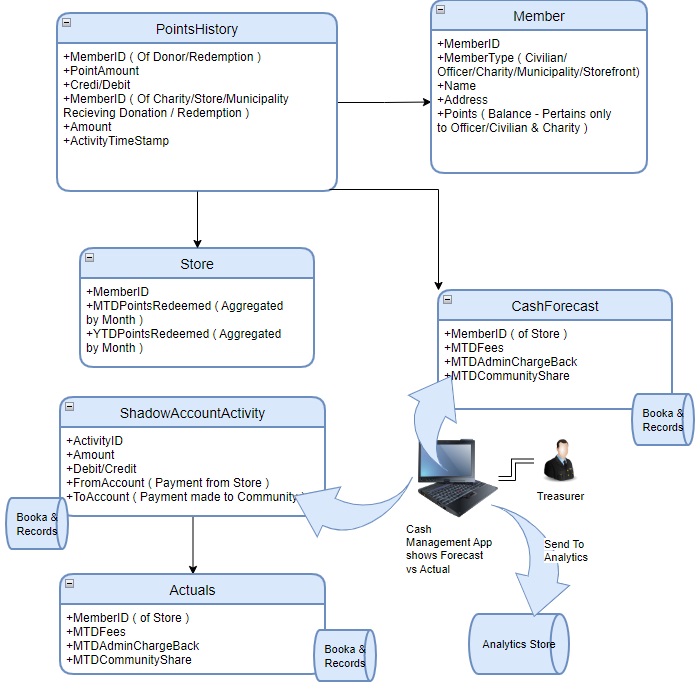 PointsHistory
+MemberID ( Of Donor/Redemption )
+PointAmount
+Credi/Debit
+MemberID ( Of Charity/Store/Municipality
Recieving Donation / Redemption )
+Amount
+ActivityTimeStamp
Member
+MemberID
+MemberType ( Civilian/
Officer/Charity/Municipality/Storefront)
+Name
+Address
+Points ( Balance - Pertains only
to Officer/Civilian & Charity )
Store
+MemberID
+MTDPointsRedeemed ( Aggregated
by Month )
+YTDPointsRedeemed ( Aggregated
by Month )
CashForecast
+MemberID ( of Store )
+MTDFees
+MTDAdminChargeBack
+MTDCommunityShare
Booka &
Records
ShadowAccountActivity
+ActivityID
+Amount
+Debit/Credit
+FromAccount ( Payment from Store )
+ToAccount ( Payment made to Community)
Booka &
Records
Treasurer
Cash
Management App
shows Forecast
vs Actual
Send To
Analytics
Actuals
+MemberID ( of Store )
+MTDFees
+MTDAdminChargeBack
+MTDCommunityShare
Booka &
Records
Analytics Store